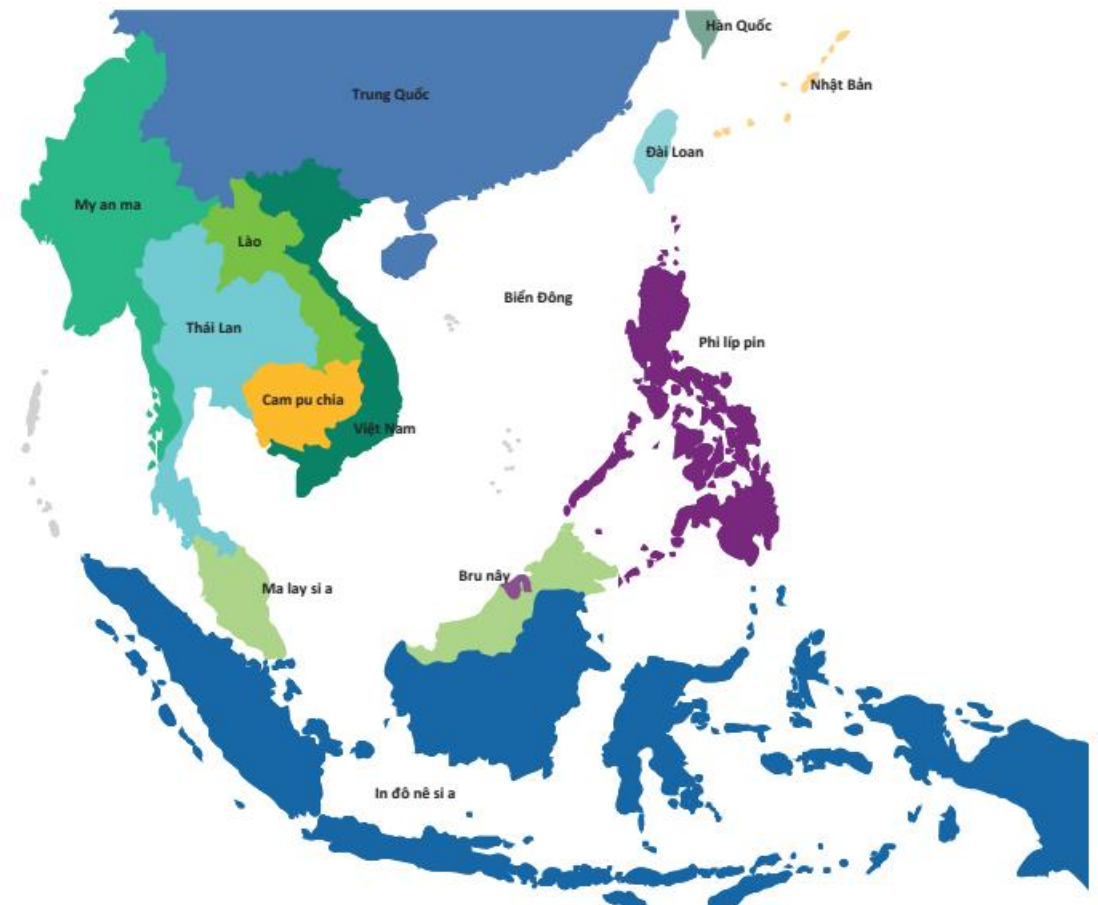 Hàn Quốc
Nhật Bản
Trung Quốc
Đài Loan
My an ma
Lào
Biển Đông
Thái Lan
Phi líp pin
Cam pu chia
Việt Nam
Bru nây
Ma lay si a
In đô nê si a